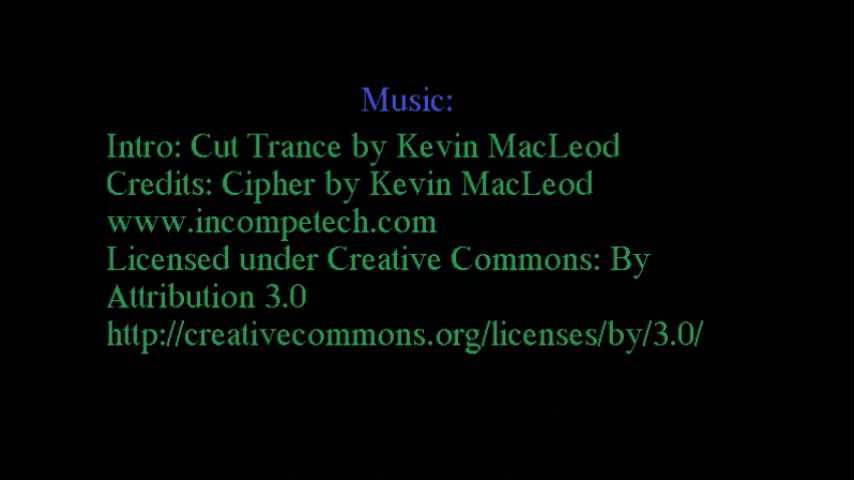 Music:
Intro: Cut Trance by Kevin MacLeod
Credits: Cipher by Kevin MacLeod
www.incompetech.com
Licensed under Creative Commons: By
Attribution 3.0
http://creativecommons.org/licenses/by/3.0/